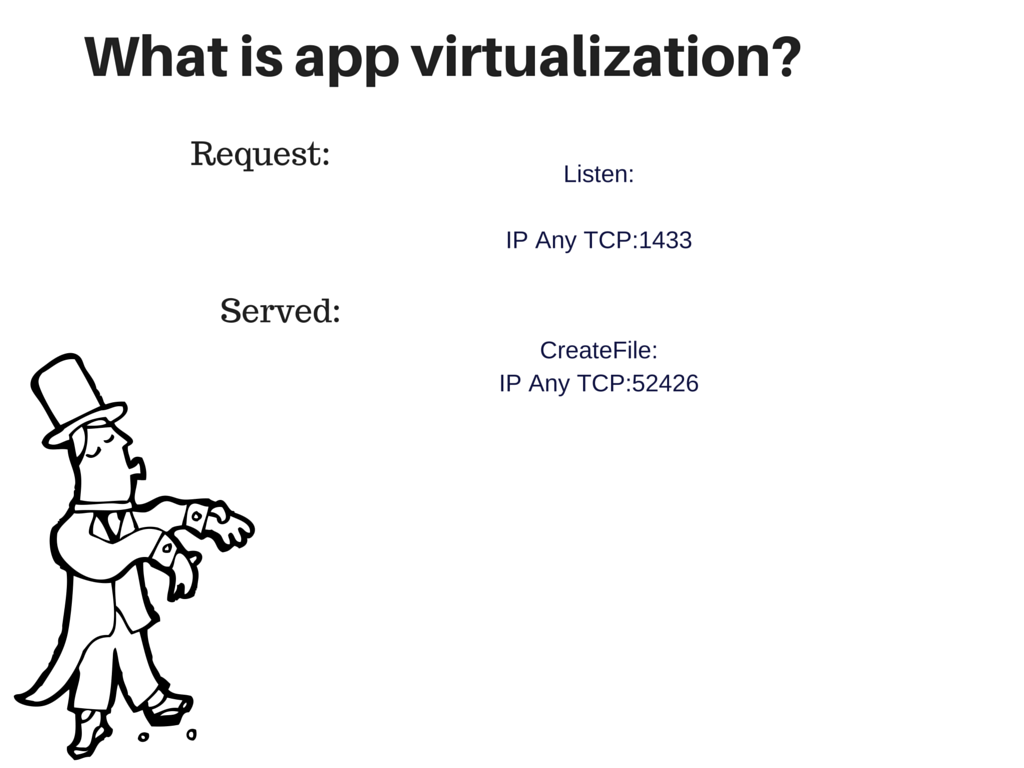 What is app virtualization?
Request:
Listen:
IP Any TCP:1433
Served:
CreateFile:
IP Any TCP:52426